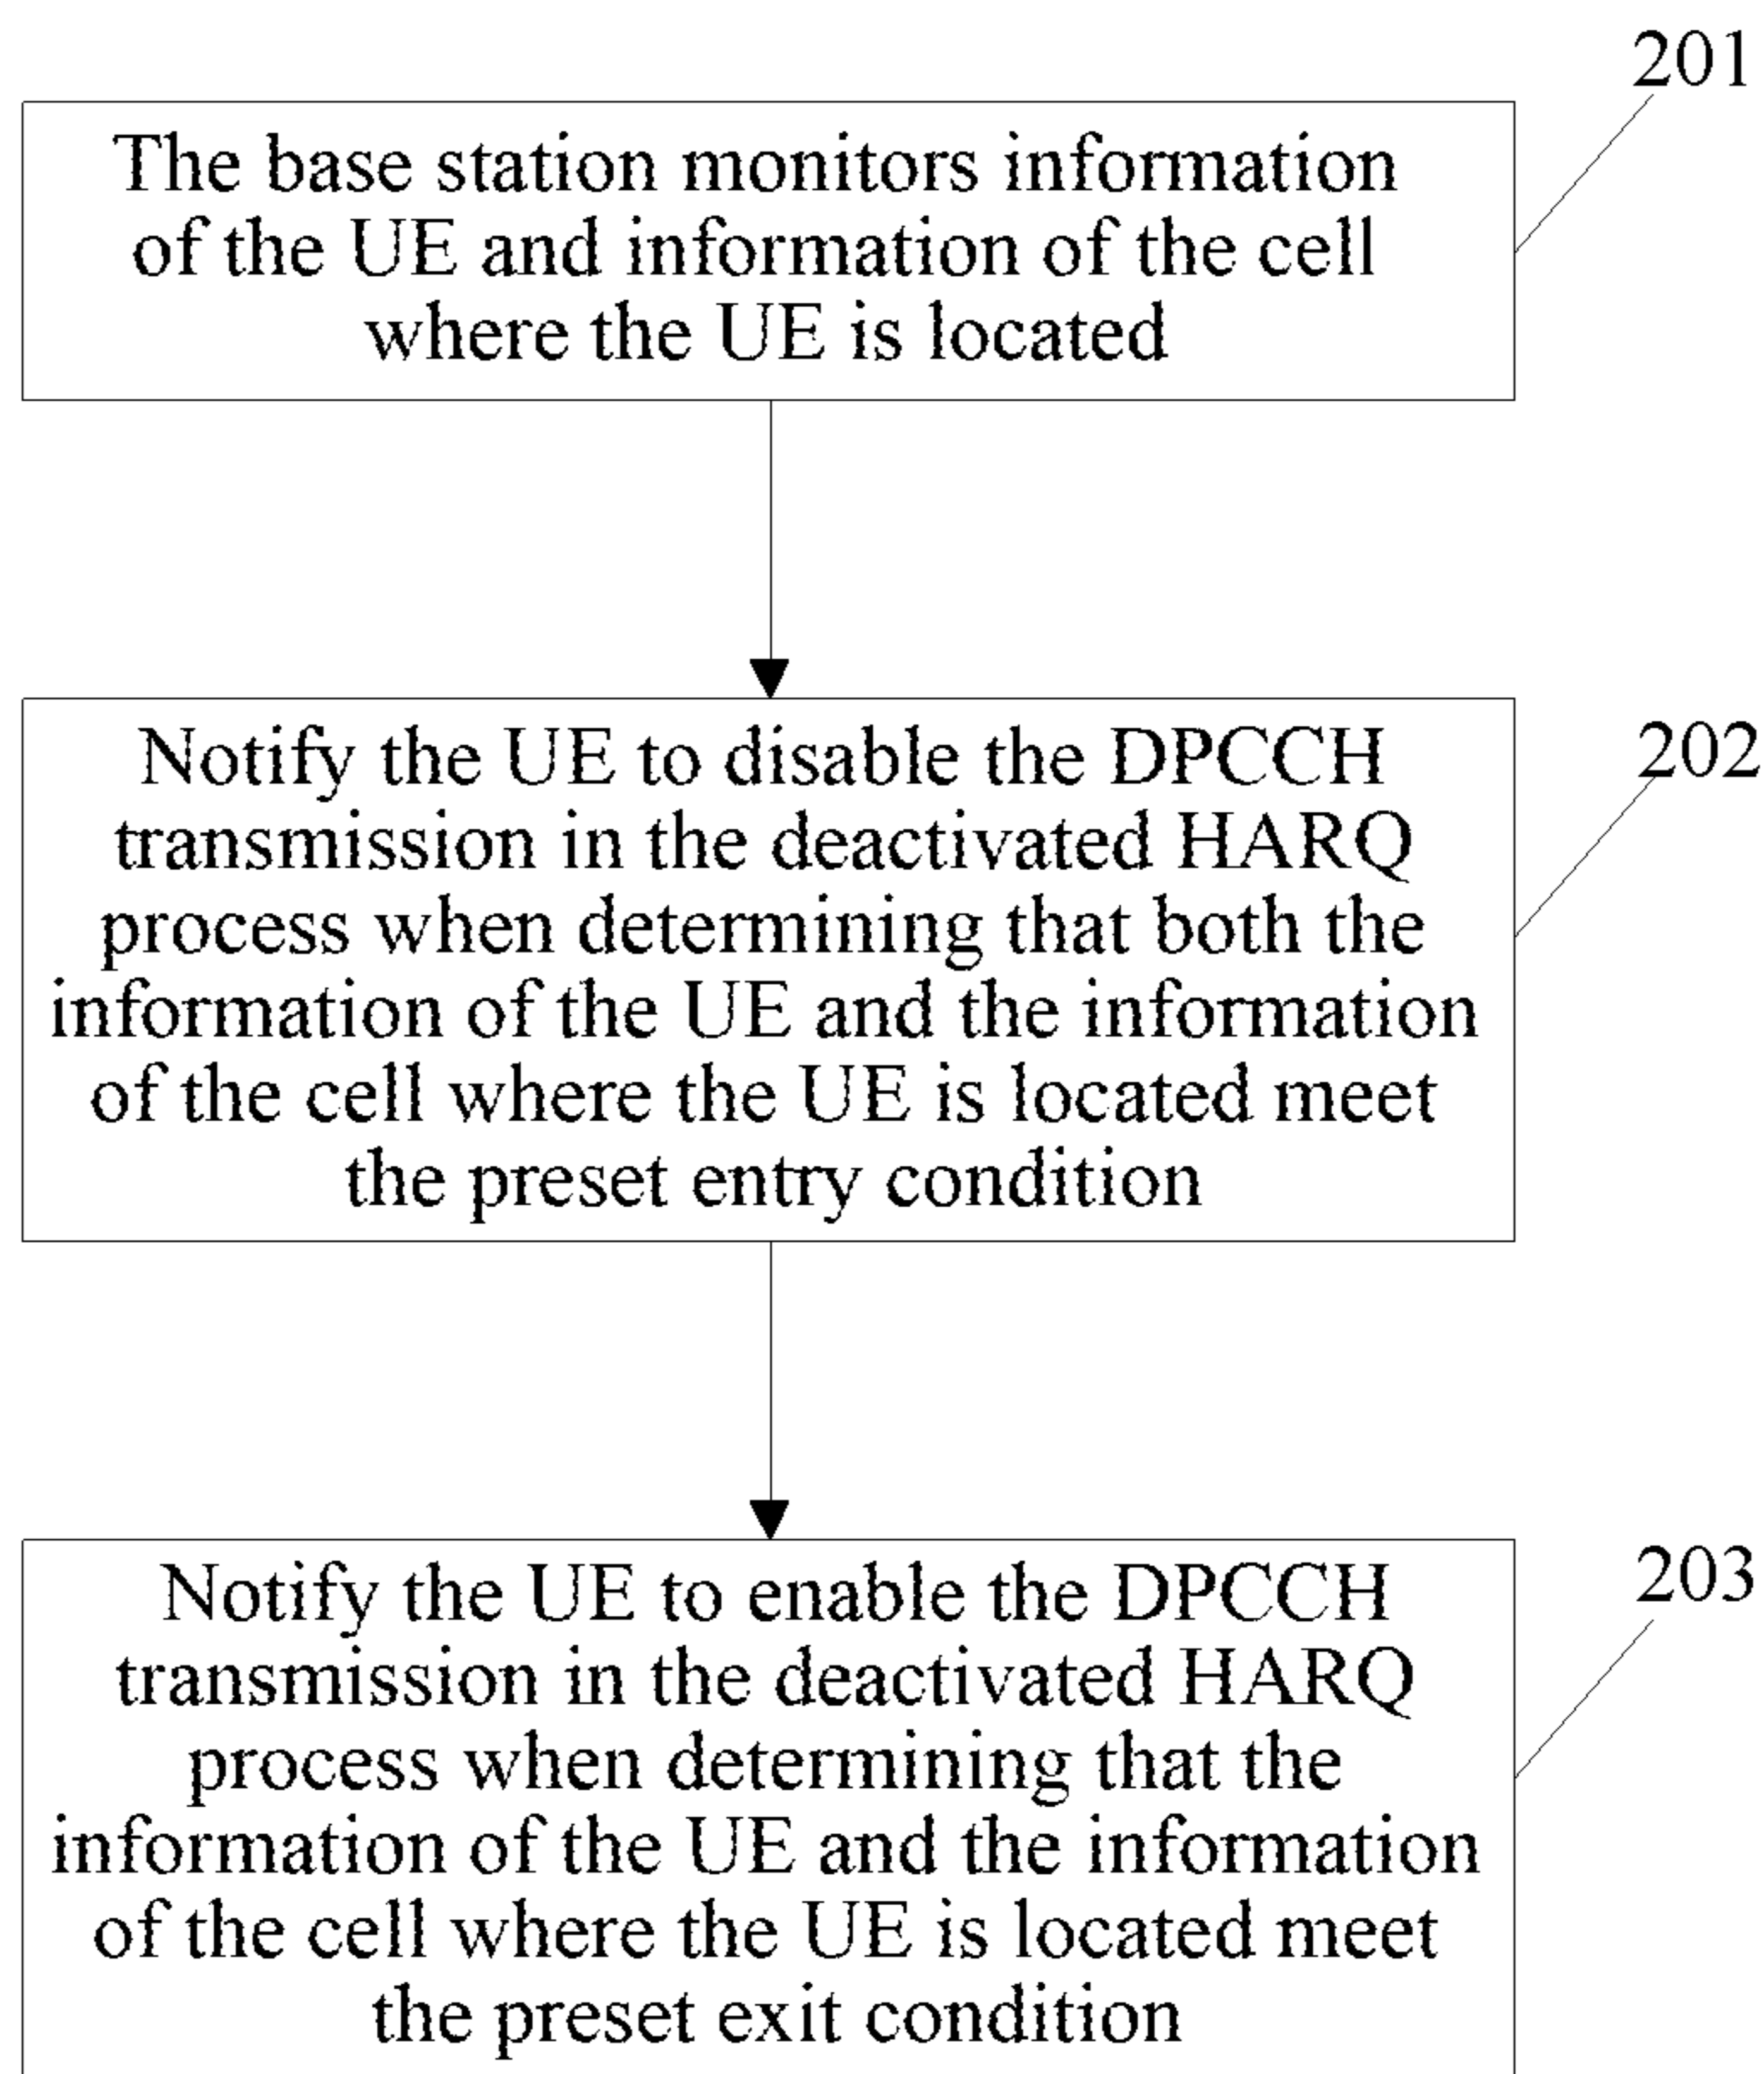 201
The base station monitors information
of the UE and information of the cell
where the UE is located
202
Notify the UE to disable the DPCCH
transmission in the deactivated HARQ
process when determining that both the
information of the UE and the information
of the cell where the UE is located meet
the preset entry condition
203
Notify the UE to enable the DPCCH
transmission in the deactivated HARQ
process when determining that the
information of the UE and the information
of the cell where the UE is located meet
the preset exit condition